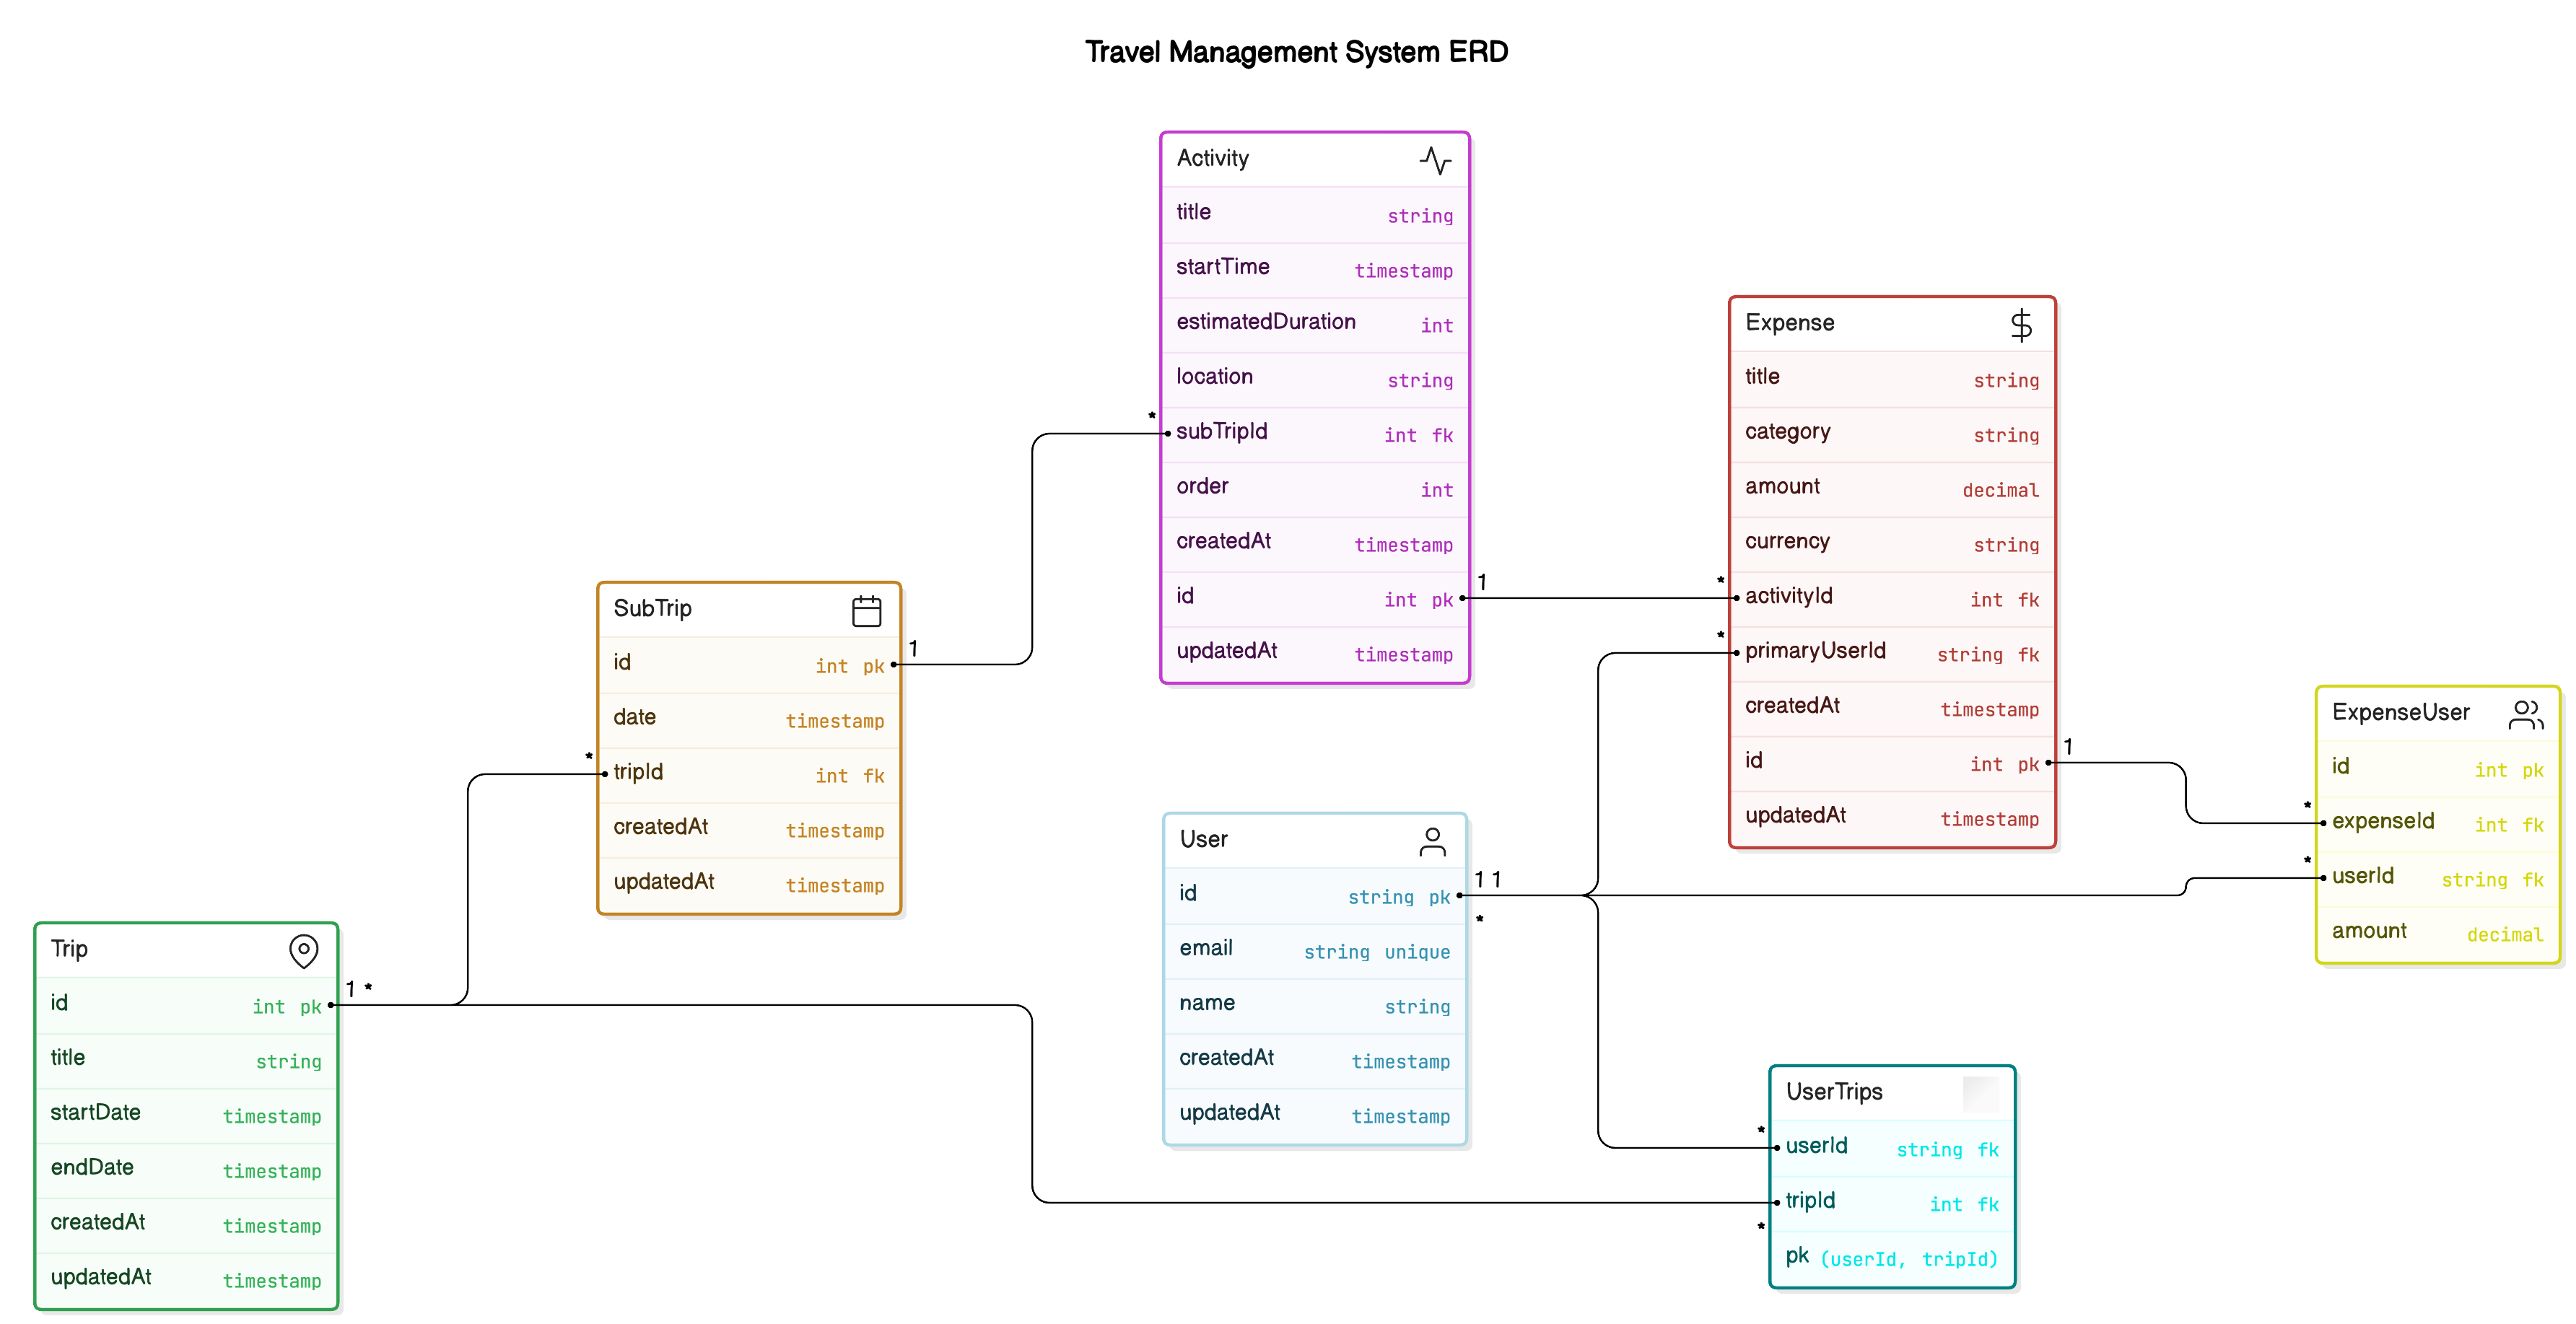 Travel Management System ERD
Activity
title string
startTime timestamp
estimatedDuration int
location string
* subTripId int fk
order int
createdAt timestamp
id int pk 1
updatedAt timestamp
Expense
title string
category string
amount decimal
currency string
* activityId int fk
* primaryUserId string fk
createdAt timestamp
id int pk 1
updatedAt timestamp
SubTrip
id int pk 1
date timestamp
* tripId int fk
createdAt timestamp
updatedAt timestamp
ExpenseUser
id int pk
* expenseId int fk
* userId string fk
amount decimal
User
id string pk 1 1
*
email string unique
name string
createdAt timestamp
updatedAt timestamp
Trip
id int pk 1 *
title string
startDate timestamp
endDate timestamp
createdAt timestamp
updatedAt timestamp
UserTrips
* userId string fk
tripId int fk
*
pk (userId, tripId)